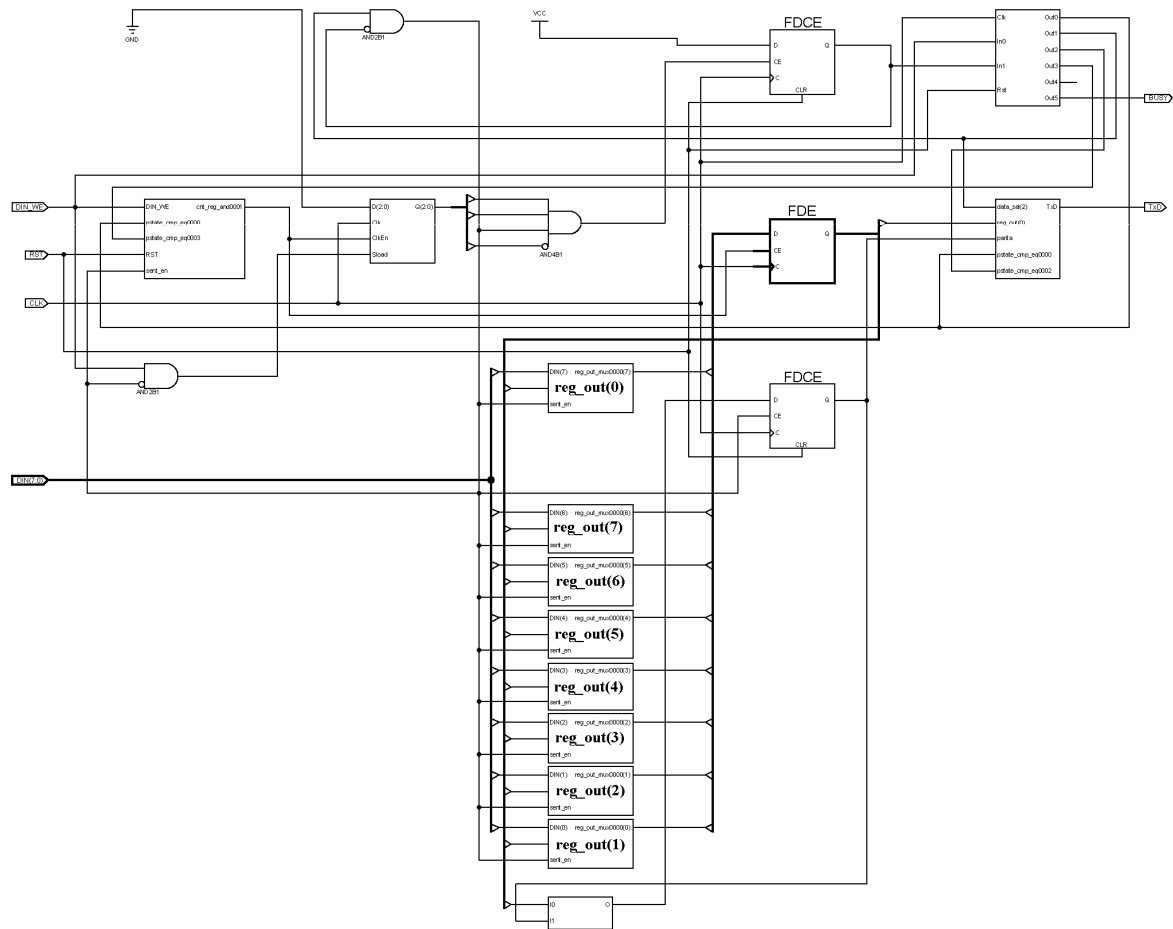 GND
AND2B1
VCC
FDCE
D
Q
CE
C
CLR
Clk
Out0
Out1
In0
Out2
In1
Out3
Out4
Rst
Out5
BUSY
DIN_WE
DIN_WE
cnt_reg_and0001
pstate_cmp_eq0000
pstate_cmp_eq0003
RST
sent_en
RST
CLK
D(2:0)
Q(2:0)
Clk
ClkEn
Sload
AND4B1
FDE
D
Q
CE
C
data_sel(2)
TxD
reg_out(0)
parita
pstate_cmp_eq0000
pstate_cmp_eq0002
TxD
AND2B1
DIN(7) reg_out_mux0000(7)
reg_out(0)
sent_en
FDCE
D
Q
CE
C
CLR
DIN(7:0)
DIN(6) reg_out_mux0000(6)
reg_out(7)
sent_en
DIN(5) reg_out_mux0000(5)
reg_out(6)
sent_en
DIN(4) reg_out_mux0000(4)
reg_out(5)
sent_en
DIN(3) reg_out_mux0000(3)
reg_out(4)
sent_en
DIN(2) reg_out_mux0000(2)
reg_out(3)
sent_en
DIN(1) reg_out_mux0000(1)
reg_out(2)
sent_en
DIN(0) reg_out_mux0000(0)
reg_out(1)
sent_en
I0
O
I1